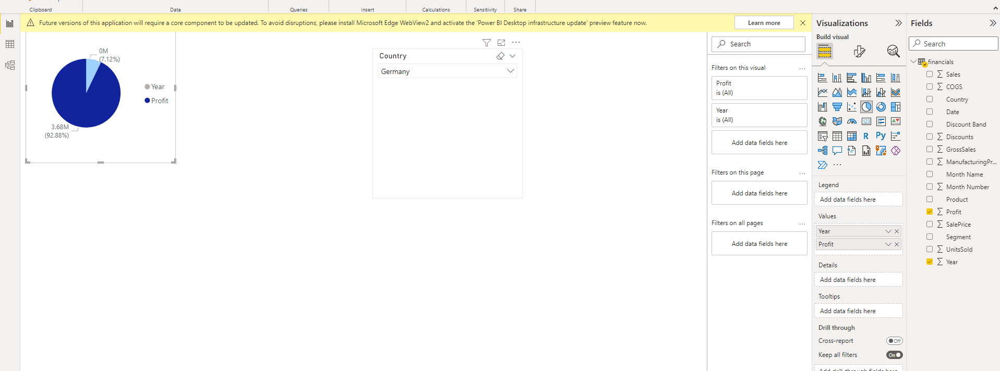 Clipboard
Data
Queries
Insert
Calculations
Sensitivity
Share
Future versions of this application will require a core component to be updated. To avoid disruptions, please install Microsoft Edge WebView2 and activate the 'Power BI Desktop infrastructure update' preview feature now.
Learn more
0M
(7.12%)
Year
Profit
3.68M
(92.88%)
Country
Germany
Search
Filters on this visual
Profit
is (All)
Year
is (All)
Add data fields here
Filters on this page
Add data fields here
Filters on all pages
Add data fields here
Visualizations
Build visual
123
R
Py
Legend
Add data fields here
Values
Year
Profit
Details
Add data fields here
Tooltips
Add data fields here
Drill through
Cross-report
Off
Keep all filters
On
Add drill-through fields here
Fields
Search
financials
Sales
COGS
Country
Date
Discount Band
Discounts
GrossSales
ManufacturingPr...
Month Name
Month Number
Product
Profit
SalePrice
Segment
UnitsSold
Year